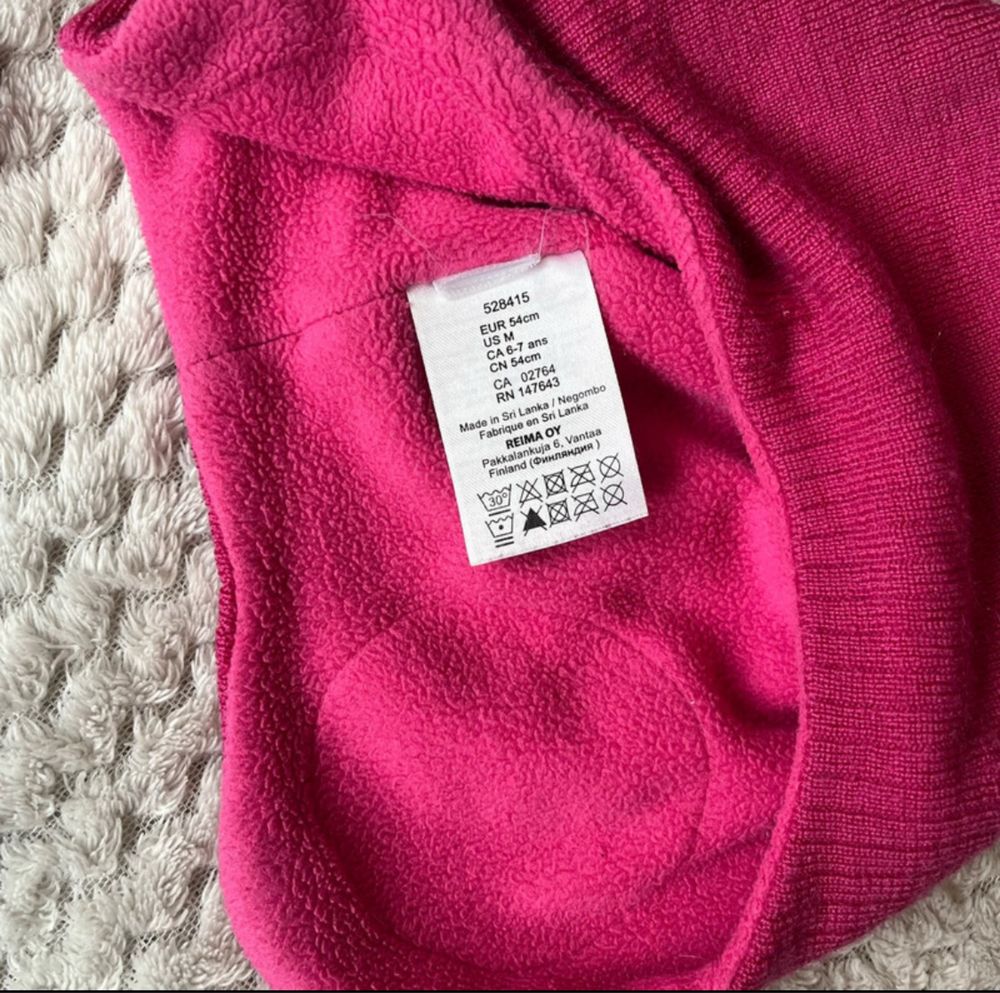 528415
EUR 54cm
US M
CA 6-7 ans
CN 54cm
CA 02764
RN 147643
Made in Sri Lanka / Negombo
Fabrique en Sri Lanka
REIMA OY
Pakkalankuja 6, Vantaa
Finland (Финляндия )
30°